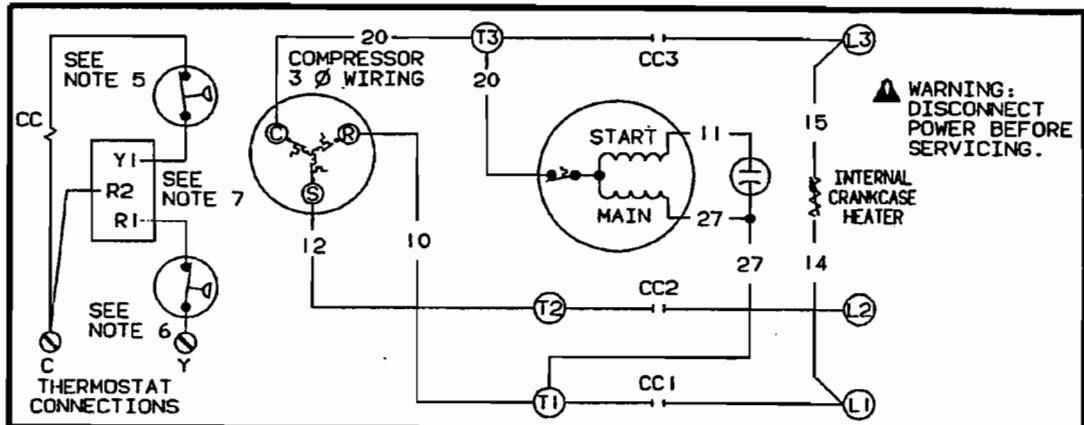 SEE
NOTE 5
CC
Y1
R2
R1
SEE
NOTE 7
SEE
NOTE 6
C
Y
THERMOSTAT
CONNECTIONS
20
COMPRESSOR
3 Ø WIRING
C
R
S
12
10
T3
20
CC3
L3
START
MAIN
11
27
27
15
INTERNAL
CRANKCASE
HEATER
14
WARNING:
DISCONNECT
POWER BEFORE
SERVICING.
T2
CC2
L2
T1
CC1
L1